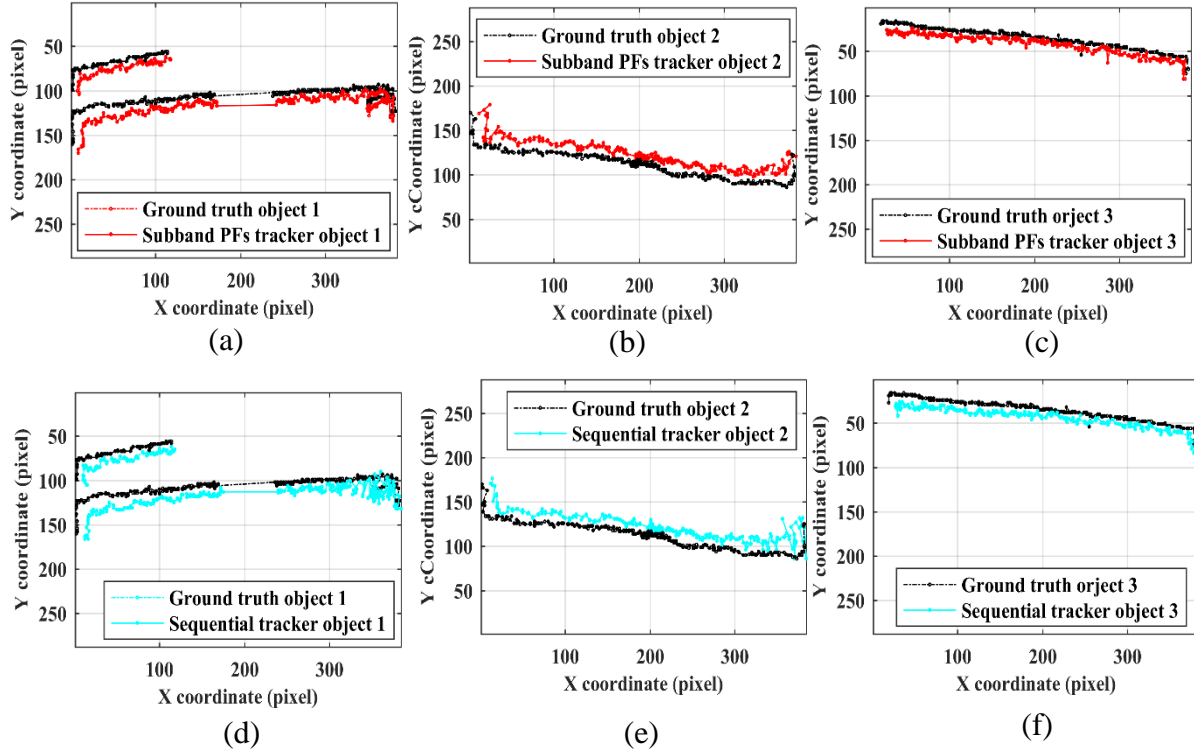 50
100
150
200
250
Y coordinate (pixel)
Ground truth object 1
Subband PFs tracker object 1
100
200
300
X coordinate (pixel)
(a)
250
200
150
100
50
Y cCoordinate (pixel)
Ground truth object 2
Subband PFs tracker object 2
100
200
300
X coordinate (pixel)
(b)
50
100
150
200
250
Y coordinate (pixel)
Ground truth orject 3
Subband PFs tracker object 3
100
200
300
X coordinate (pixel)
(c)
50
100
150
200
250
Y coordinate (pixel)
Ground truth object 1
Sequential tracker object 1
100
200
300
X coordinate (pixel)
(d)
250
200
150
100
50
Y cCoordinate (pixel)
Ground truth object 2
Sequential tracker object 2
100
200
300
X coordinate (pixel)
(e)
50
100
150
200
250
Y coordinate (pixel)
Ground truth orject 3
Sequential tracker object 3
100
200
300
X coordinate (pixel)
(f)